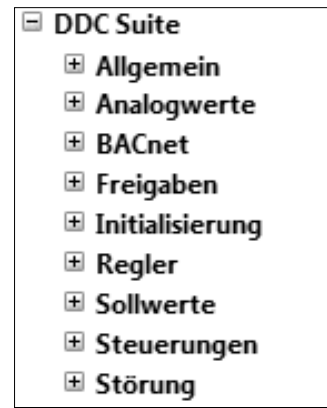 DDC Suite
Allgemein
Analogwerte
BACnet
Freigaben
Initialisierung
Regler
Sollwerte
Steuerungen
Störung